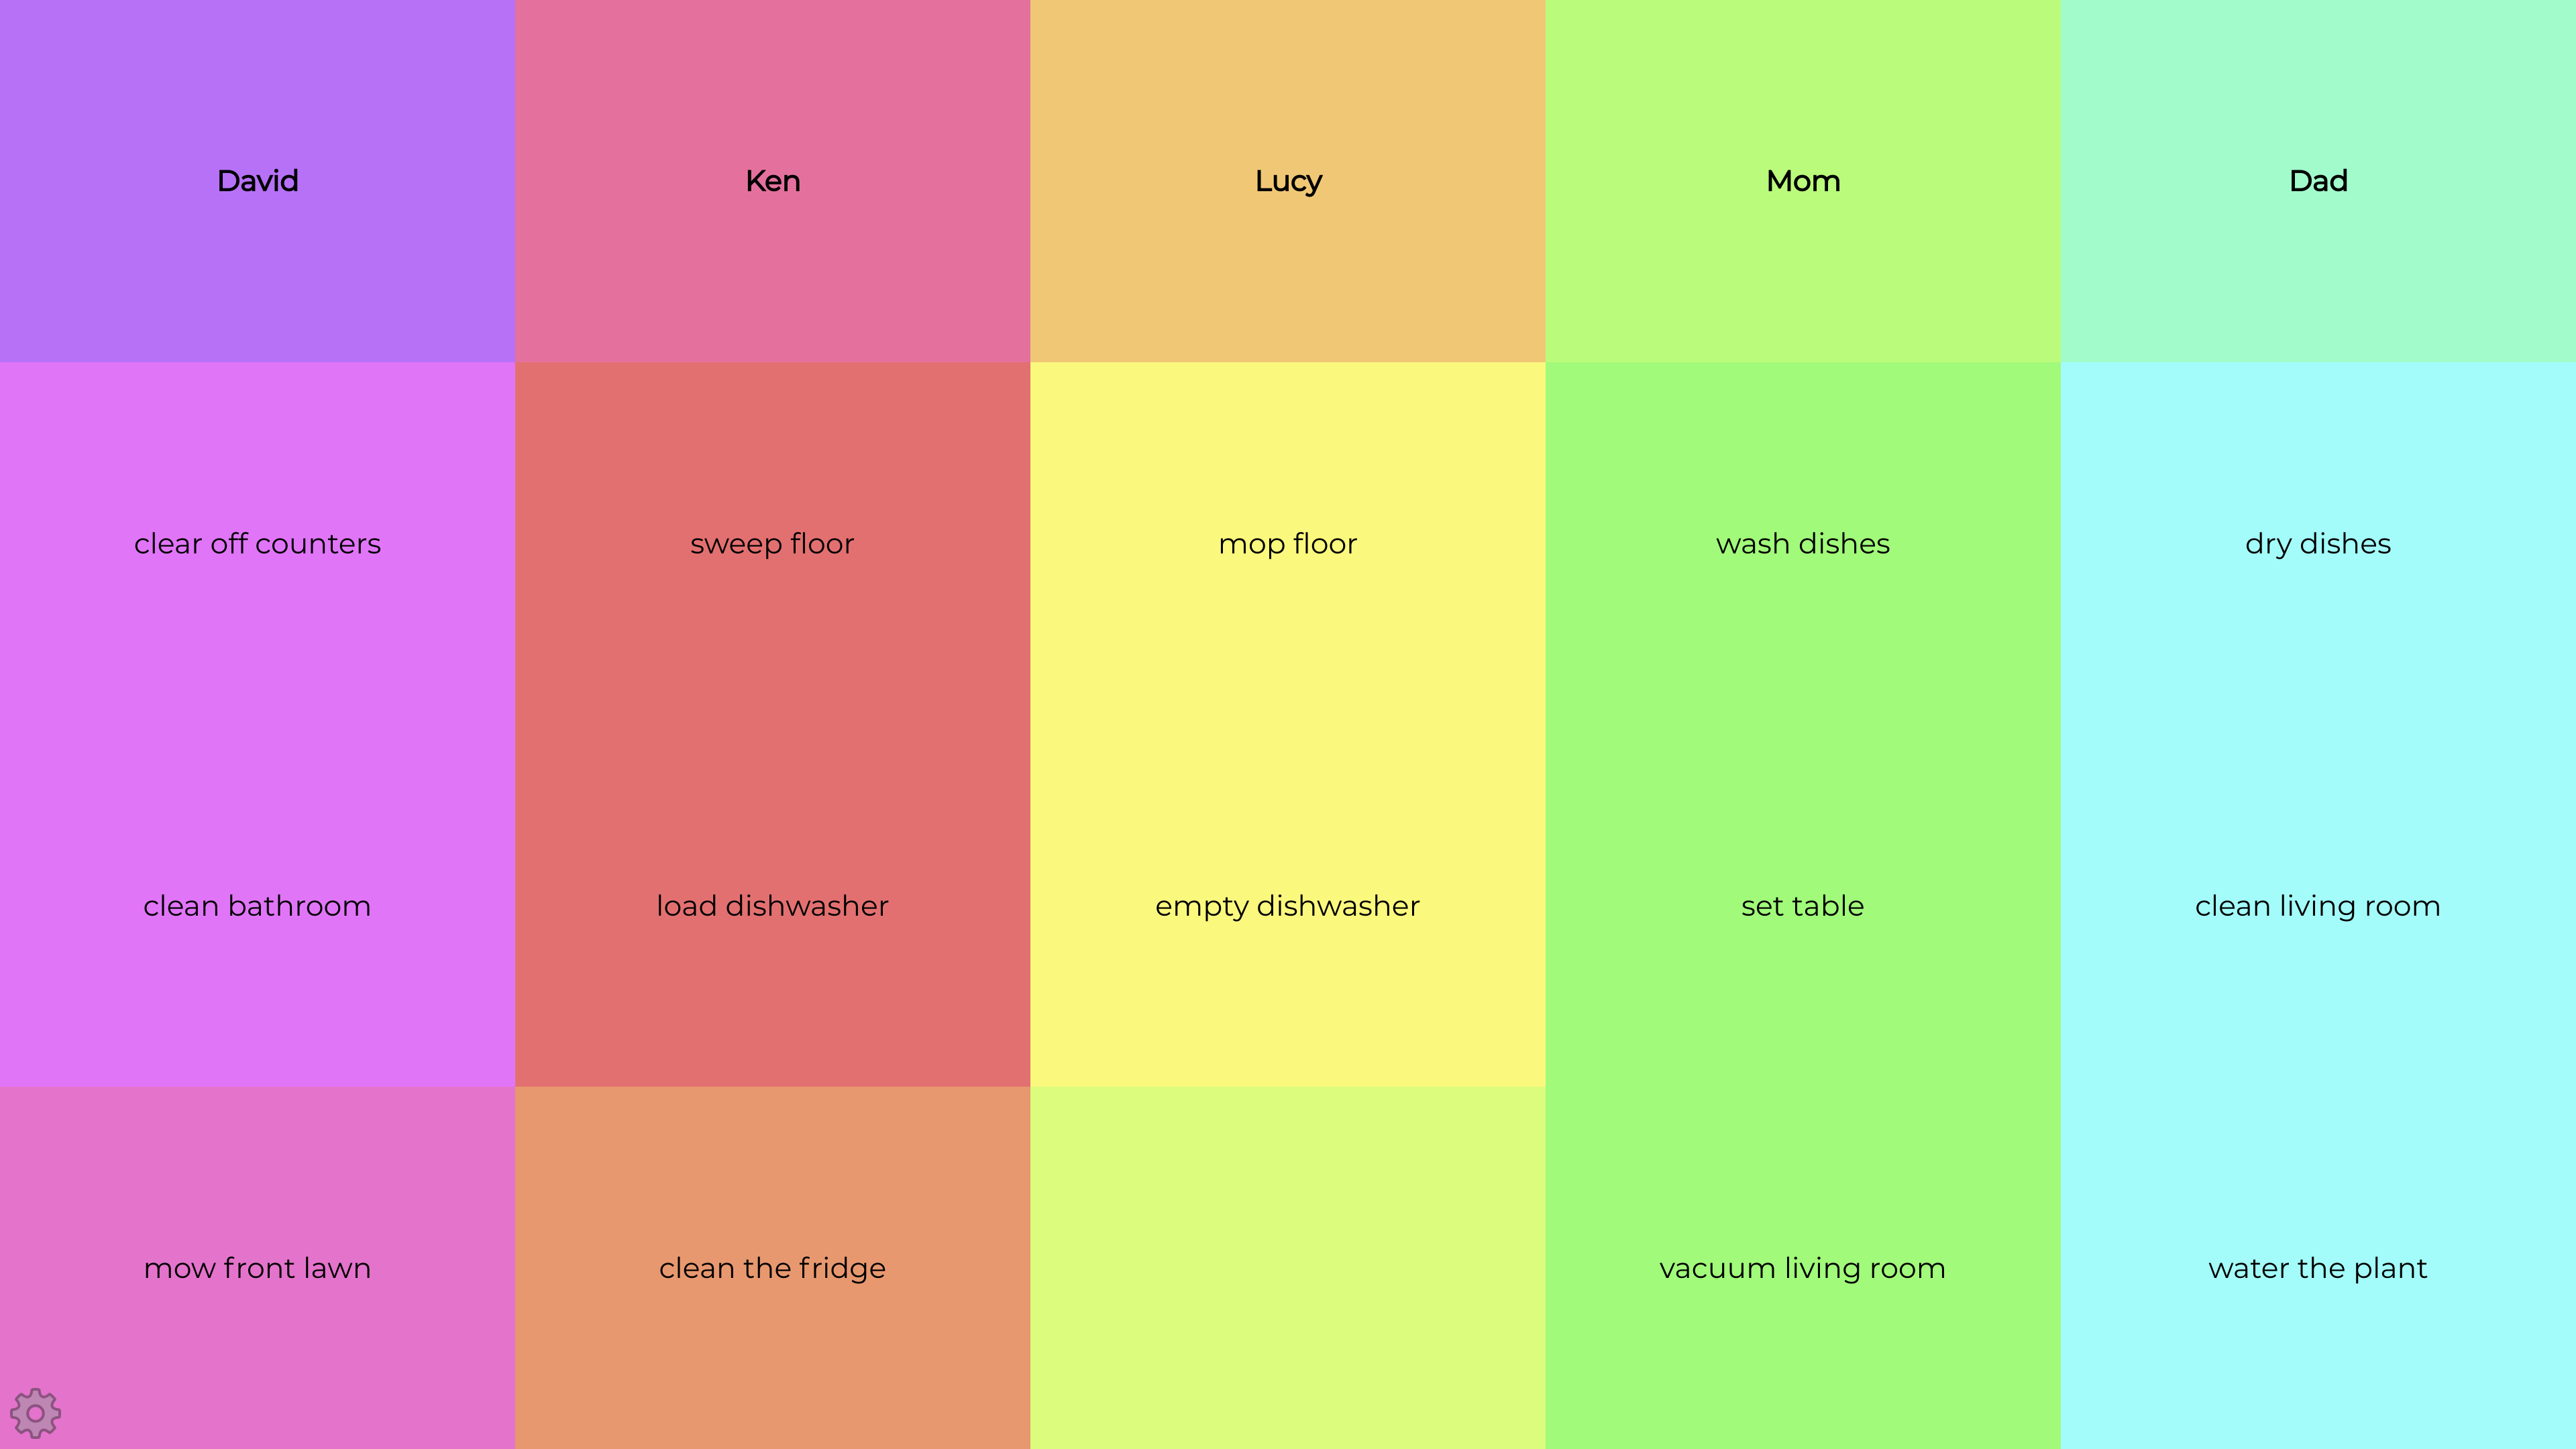 David
Ken
Lucy
Mom
Dad
clear off counters
sweep floor
mop floor
wash dishes
dry dishes
clean bathroom
load dishwasher
empty dishwasher
set table
clean living room
mow front lawn
clean the fridge
vacuum living room
water the plant